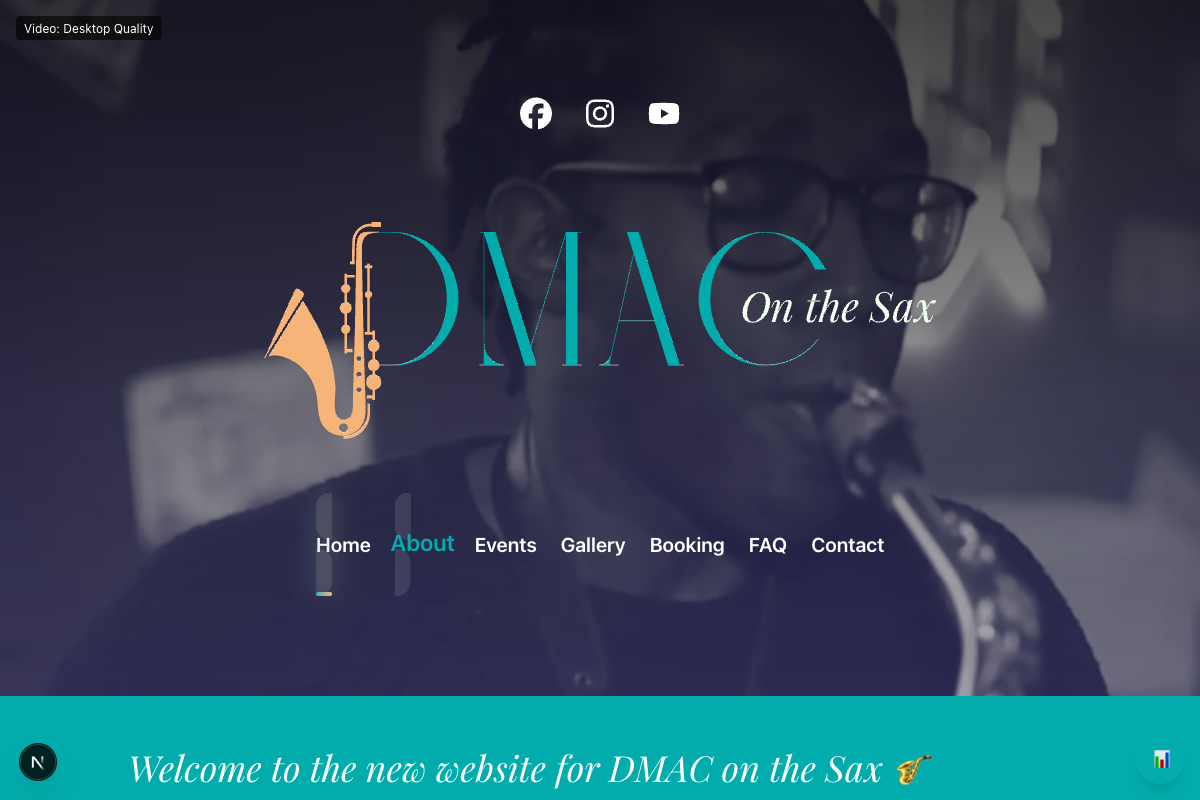 Video: Desktop Quality
DMAC
On the Sax
Home About Events Gallery Booking FAQ Contact
Welcome to the new website for DMAC on the Sax 🎷
N